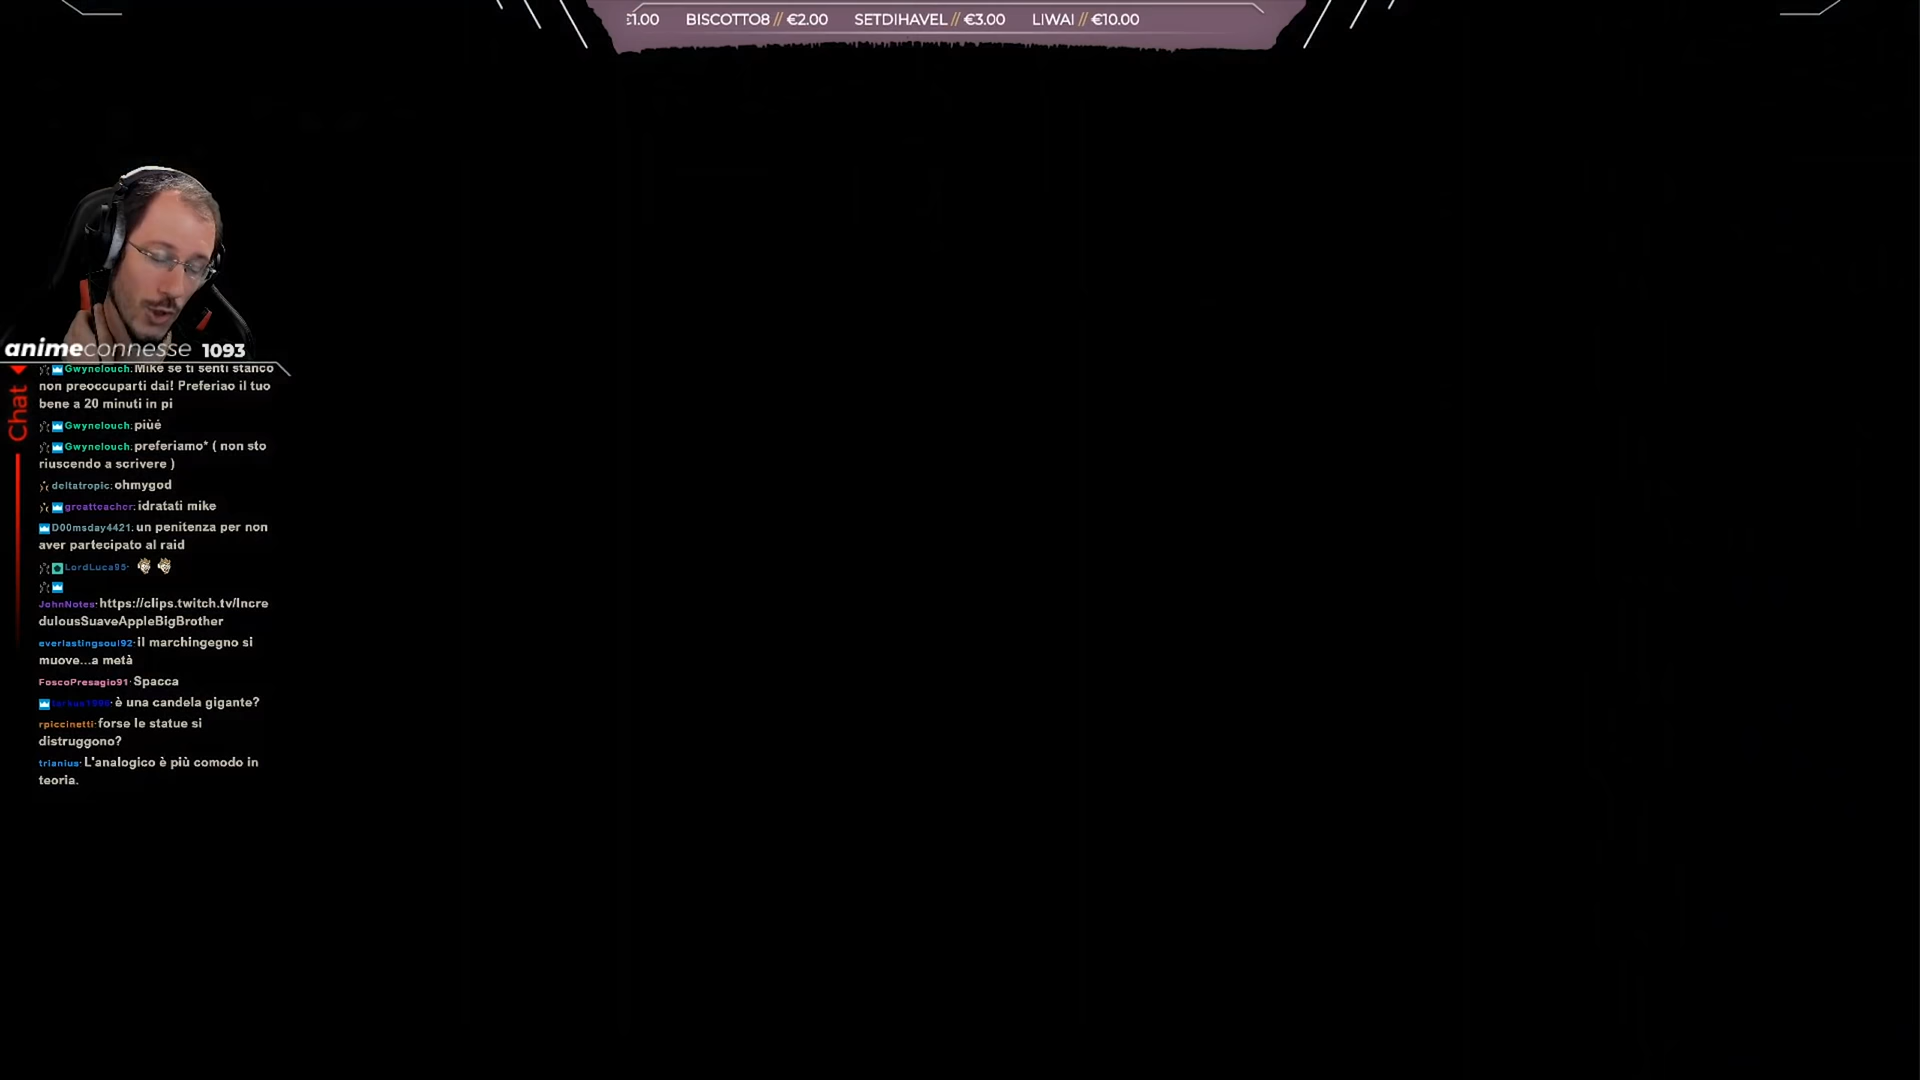 €1.00 BISCOTTO8 // €2.00 SETDIHAVEL // €3.00 LIWAI // €10.00
animeconnesse 1093
Chat
Gwynelouch: Mike se ti senti stanco
non preoccuparti dai! Preferiao il tuo
bene a 20 minuti in pi
Gwynelouch: piùé
Gwynelouch: preferiamo* ( non sto
riuscendo a scrivere )
deltatropic: ohmygod
greatteacher: idratati mike
D00msday4421: un penitenza per non
aver partecipato al raid
LordLuca95:
JohnNotes: https://clips.twitch.tv/Incre
dulousSuaveAppleBigBrother
everlastingsoul92: il marchingegno si
muove...a metà
FoscoPresagio91: Spacca
è una candela gigante?
rpiccinetti: forse le statue si
distruggono?
trianius: L'analogico è più comodo in
teoria.